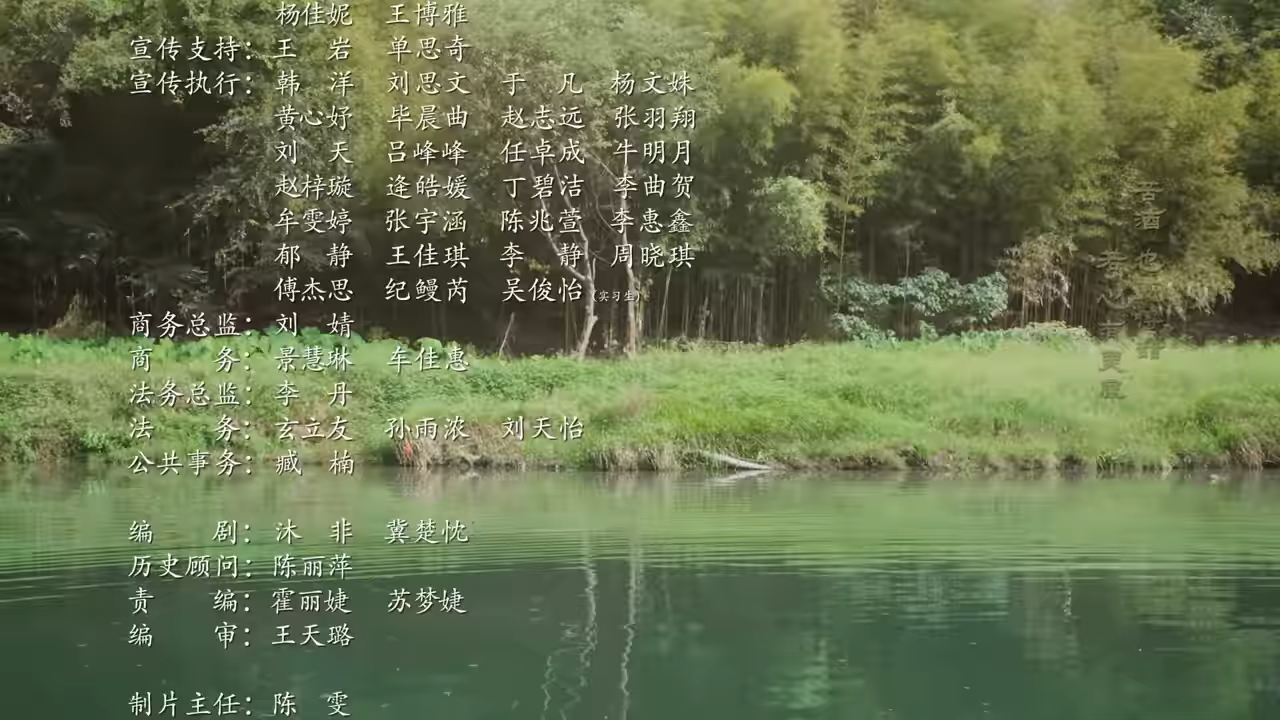 杨佳妮 王博雅
宣传支持：王 岩 单思奇
宣传执行：韩 洋 刘思文 于 凡 杨文姝
黄心妤 毕晨曲 赵志远 张羽翔
刘 天 吕峰峰 任卓成 牛明月
赵梓璇 逄皓媛 丁碧洁 李曲贺
牟雯婷 张宇涵 陈兆萱 李惠鑫
郁 静 王佳琪 李 静 周晓琪
傅杰思 纪鳗芮 吴俊怡（实习生）
商务总监：刘 婧
商 务：景慧琳 车佳惠
法务总监：李 丹
法 务：玄立友 孙雨浓 刘天怡
公共事务：臧 楠
编 剧：沐 非 冀楚忱
历史顾问：陈丽萍
责 编：霍丽婕 苏梦婕
编 审：王天璐
制片主任：陈 雯